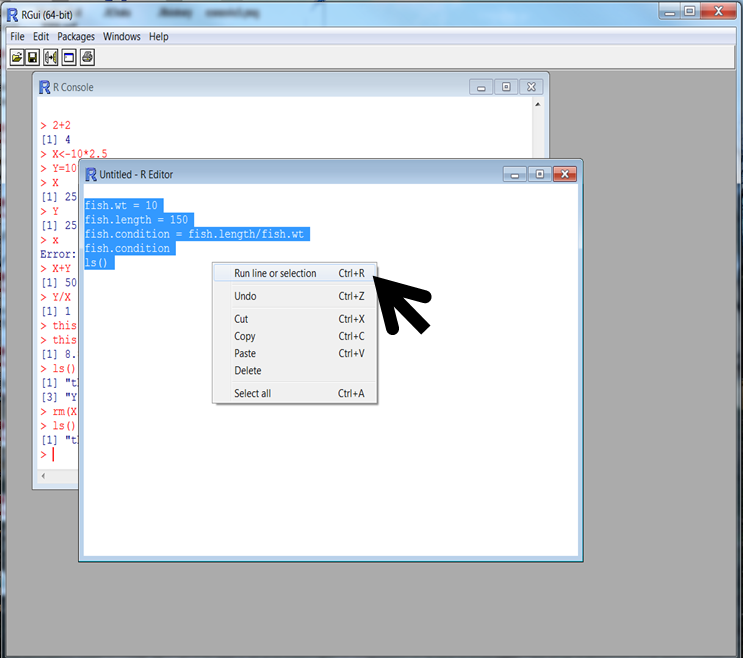 RGui (64-bit)
File Edit Packages Windows Help
R Console
> 2+2
[1] 4
> X<-10*2.5
> Y=10
> X
[1] 25
> Y
[1] 25
> x
Error:
> X+Y
[1] 50
> Y/X
[1] 1
> this
> this
[1] 8.
> ls()
[1] "th
[3] "Y
> rm(X
> ls()
[1] "th
>
Untitled - R Editor
fish.wt = 10
fish.length = 150
fish.condition = fish.length/fish.wt
fish.condition
ls()
Run line or selection Ctrl+R
Undo Ctrl+Z
Cut Ctrl+X
Copy Ctrl+C
Paste Ctrl+V
Delete
Select all Ctrl+A